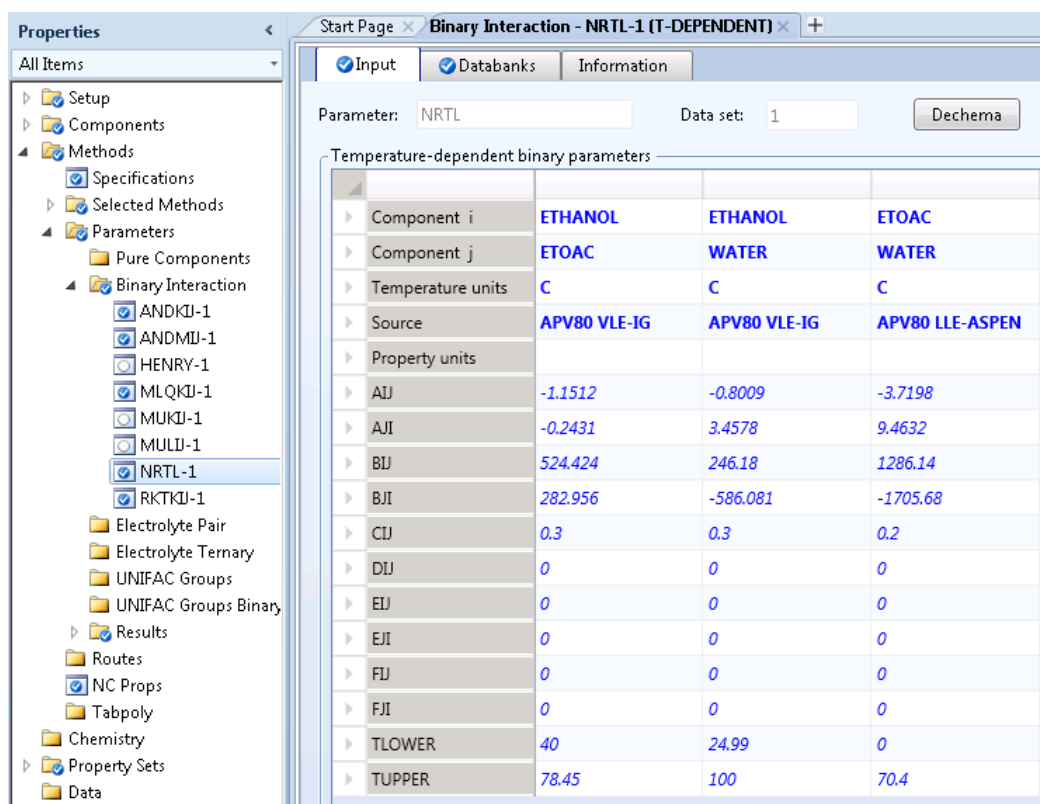 Properties
All Items
Setup
Components
Methods
Specifications
Selected Methods
Parameters
Pure Components
Binary Interaction
ANDKIJ-1
ANDMIJ-1
HENRY-1
MLQKIJ-1
MUKIJ-1
MULIJ-1
NRTL-1
RKTKIJ-1
Electrolyte Pair
Electrolyte Ternary
UNIFAC Groups
UNIFAC Groups Binary
Results
Routes
NC Props
Tabpoly
Chemistry
Property Sets
Data
Start Page Binary Interaction - NRTL-1 (T-DEPENDENT)
Input Databanks Information
Parameter: NRTL Data set: 1 Dechema
Temperature-dependent binary parameters
Component i ETHANOL ETHANOL ETOAC
Component j ETOAC WATER WATER
Temperature units C C C
Source APV80 VLE-IG APV80 VLE-IG APV80 LLE-ASPEN
Property units
AIJ -1.1512 -0.8009 -3.7198
AJI -0.2431 3.4578 9.4632
BIJ 524.424 246.18 1286.14
BJI 282.956 -586.081 -1705.68
CIJ 0.3 0.3 0.2
DIJ 0 0 0
EIJ 0 0 0
EJI 0 0 0
FIJ 0 0 0
FJI 0 0 0
TLOWER 40 24.99 0
TUPPER 78.45 100 70.4